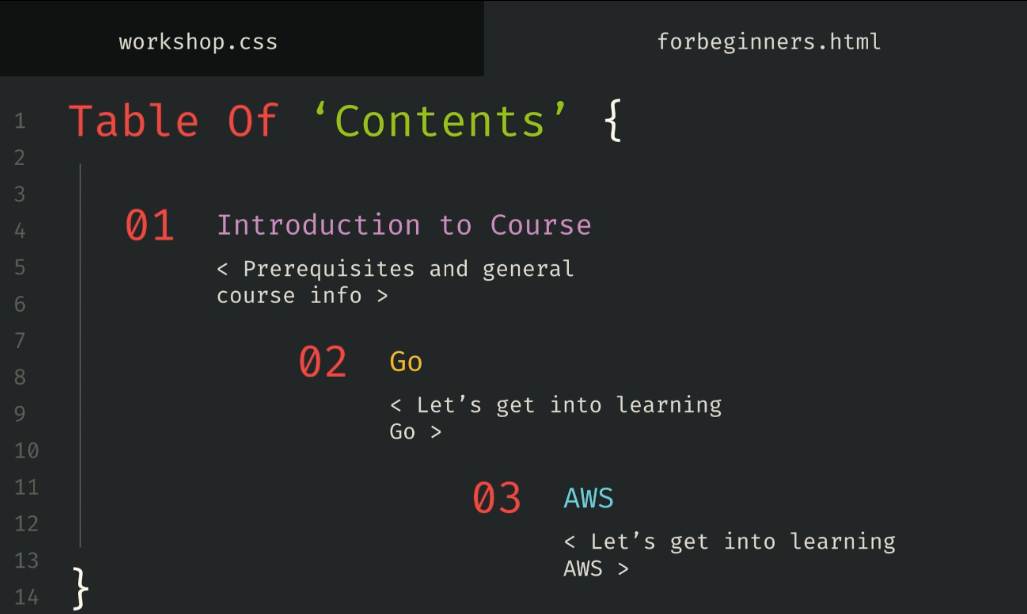 workshop.css
forbeginners.html
1 Table Of ‘Contents’ {
2
3
4 01 Introduction to Course
5 < Prerequisites and general
6 course info >
7
8 02 Go
9 < Let’s get into learning
10 Go >
11 03 AWS
12 < Let’s get into learning
13 AWS >
14 }